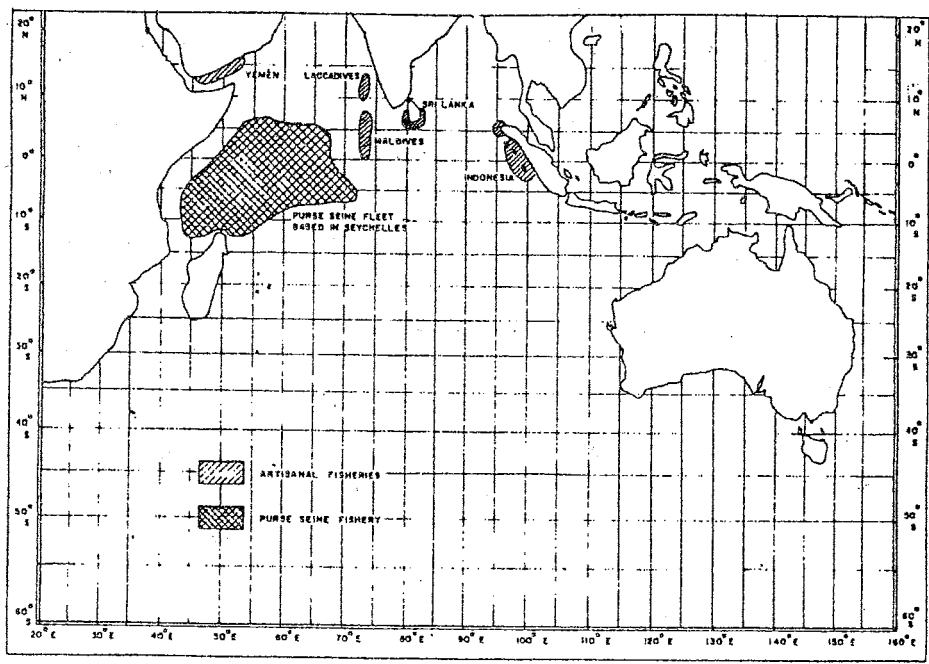 20° N
20° N
YEMEN
LACCADIVES
10° N
10° N
SRI LANKA
MALDIVES
0°
0°
INDONESIA
PURSE SEINE FLEET
BASED IN SEYCHELLES
10° S
10° S
20° S
20° S
30° S
30° S
40° S
40° S
ARTISANAL FISHERIES
50° S
50° S
PURSE SEINE FISHERY
60° S
60° S
20° E 30° E 40° E 50° E 60° E 70° E 80° E 90° E 100° E 110° E 120° E 130° E 140° E 150° E 160° E